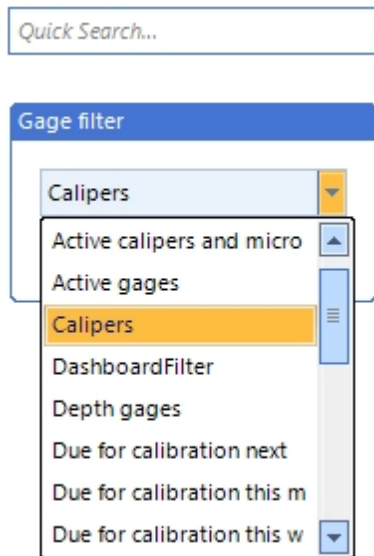 Quick Search...
Gage filter
Calipers
Active calipers and micro
Active gages
Calipers
DashboardFilter
Depth gages
Due for calibration next
Due for calibration this m
Due for calibration this w